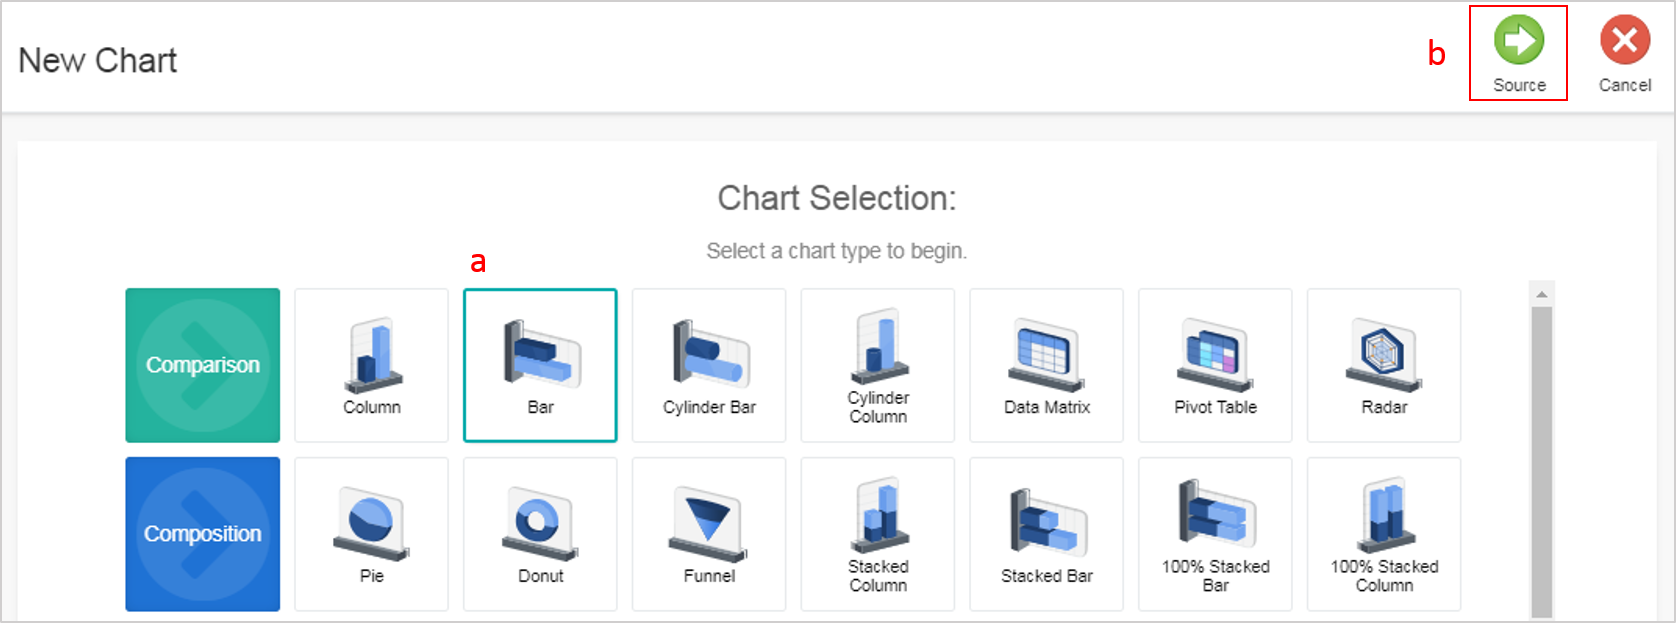 New Chart
b
Source
Cancel
Chart Selection:
Select a chart type to begin.
a
Comparison
Column
Bar
Cylinder Bar
Cylinder
Column
Data Matrix
Pivot Table
Radar
Composition
Pie
Donut
Funnel
Stacked
Column
Stacked Bar
100% Stacked
Bar
100% Stacked
Column